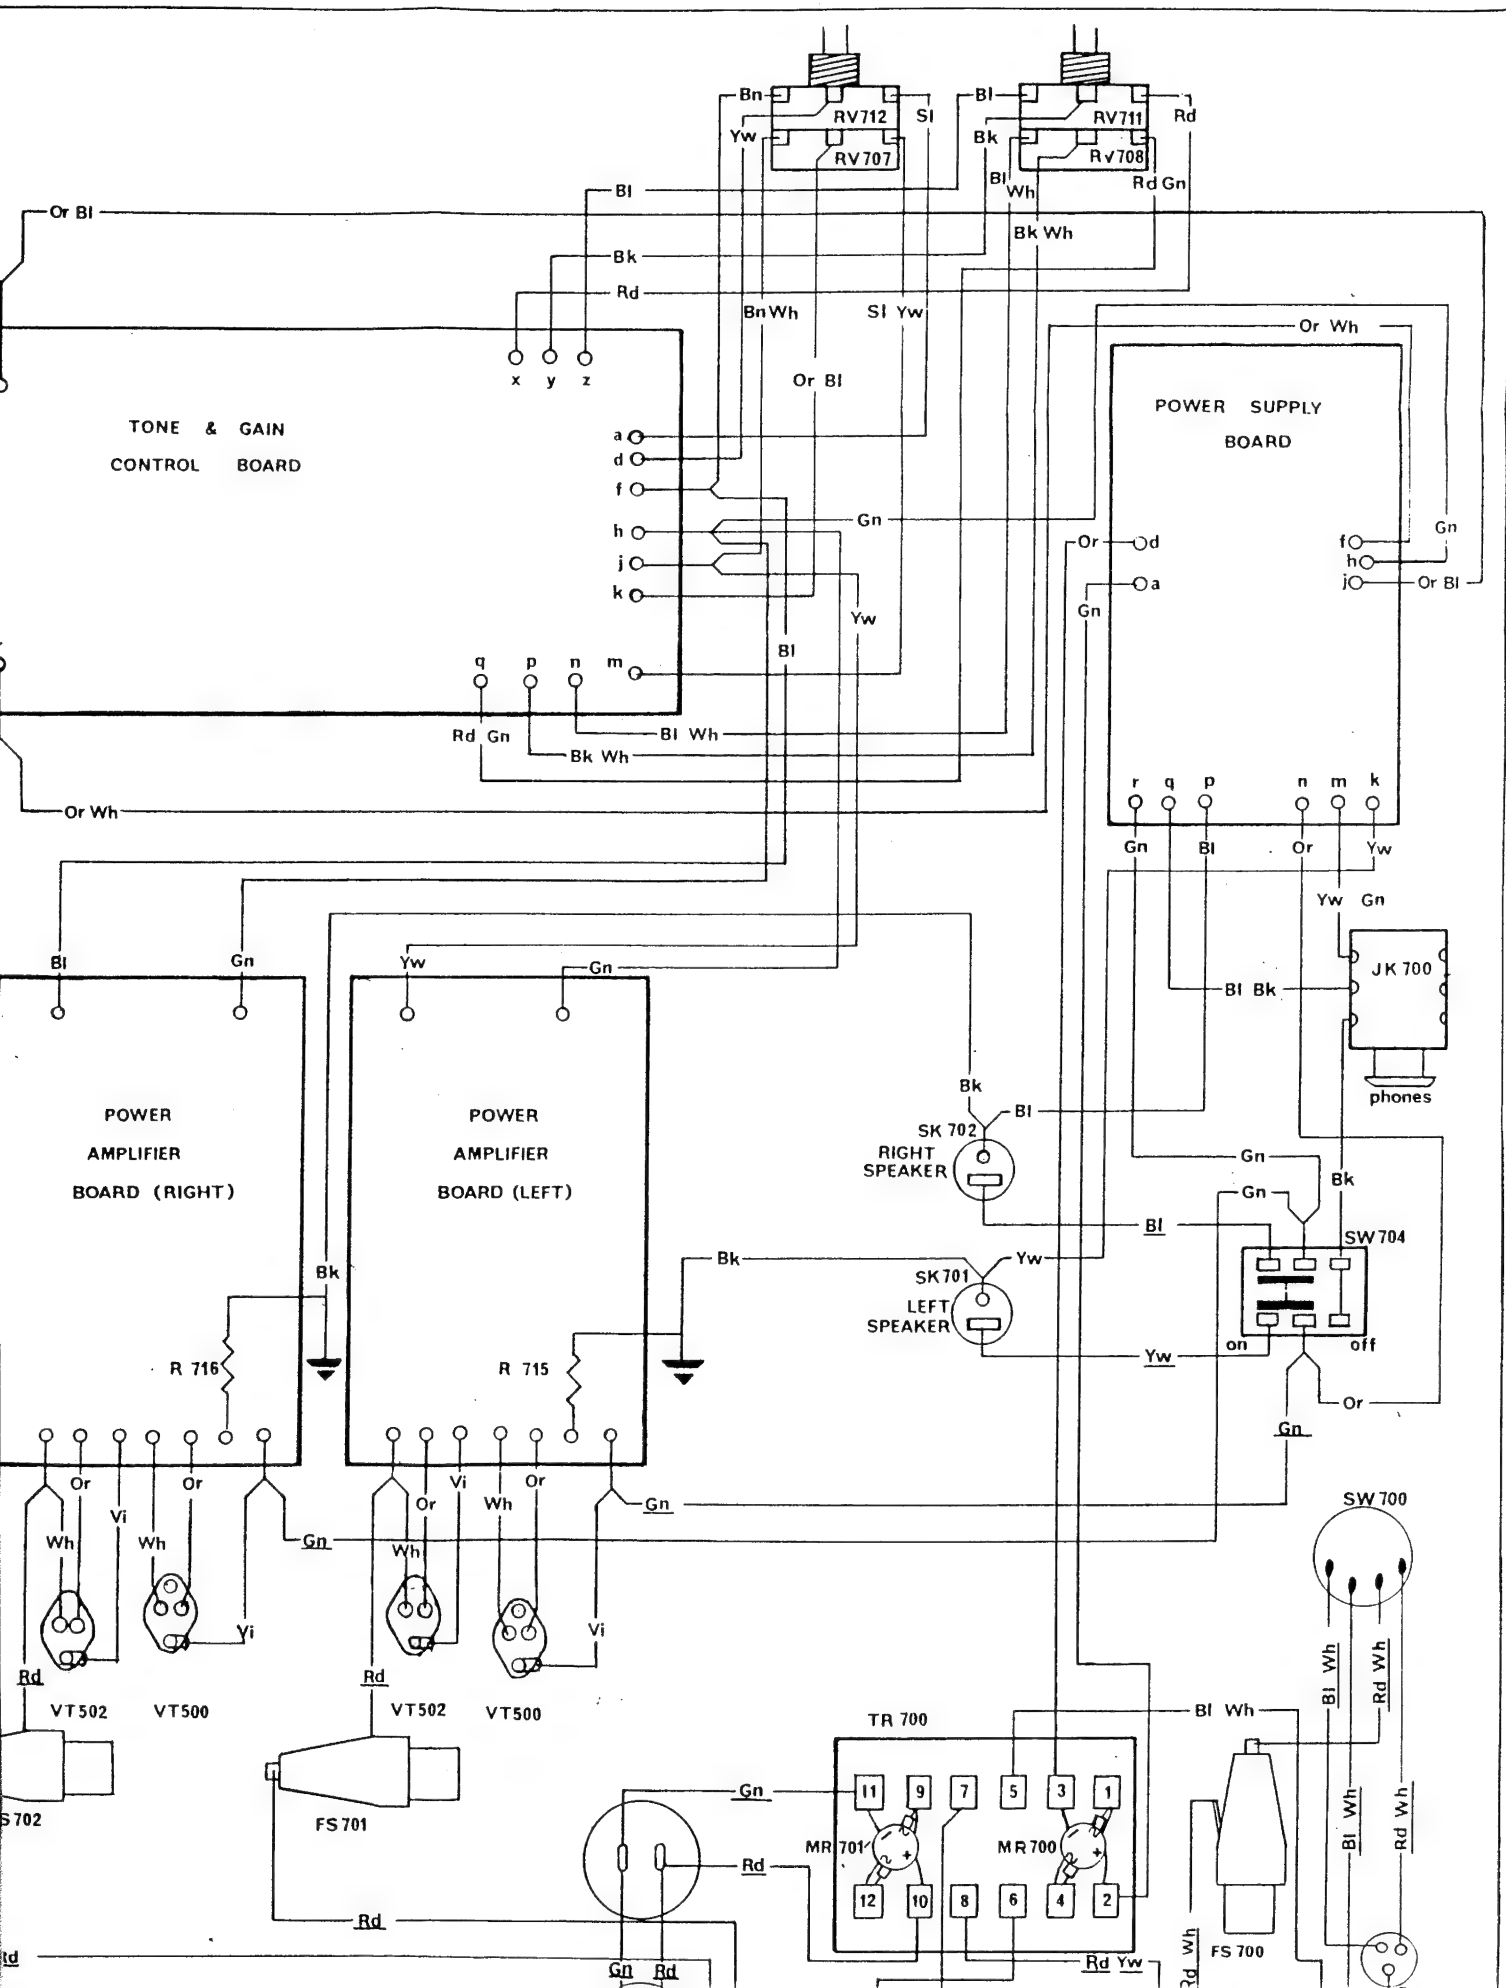 Bn
RV712
Sl
Bl
RV711
Rd
Yw
RV707
Bk
RV708
Bl
Bl Wh
Rd Gn
Or Bl
Bk Wh
Bk
Rd
Bn Wh
Sl Yw
Or Wh
x y z
Or Bl
POWER SUPPLY
BOARD
TONE & GAIN
CONTROL BOARD
a
d
f
h
Gn
Gn
j
Or
d
f
h
k
a
j
Or Bl
Gn
Yw
Bl
q p n m
Rd Gn
Bl Wh
Bk Wh
r q p n m k
Or Wh
Gn
Bl
Or
Yw
Yw Gn
Bl
Gn
Yw
Gn
JK 700
Bl Bk
Bk
phones
Bl
POWER
AMPLIFIER
BOARD (RIGHT)
POWER
AMPLIFIER
BOARD (LEFT)
SK 702
RIGHT
SPEAKER
Gn
Bk
Gn
Bl
SW 704
Bk
Bk
Yw
SK 701
LEFT
SPEAKER
on
off
R 716
R 715
Yw
Or
Gn
Or
Or
Vi
Or
Or
Wh
Gn
SW 700
Vi
Wh
Wh
Gn
Wh
Vi
Vi
Rd
Rd
Bl Wh
Rd Wh
VT502
VT500
VT502
VT500
TR 700
Bl Wh
Gn
11 9 7 5 3 1
S 702
FS 701
MR 701
MR 700
Bl Wh
Rd Wh
Rd
12 10 8 6 4 2
Rd
FS 700
Rd Wh
Rd Yw
Gn
Rd